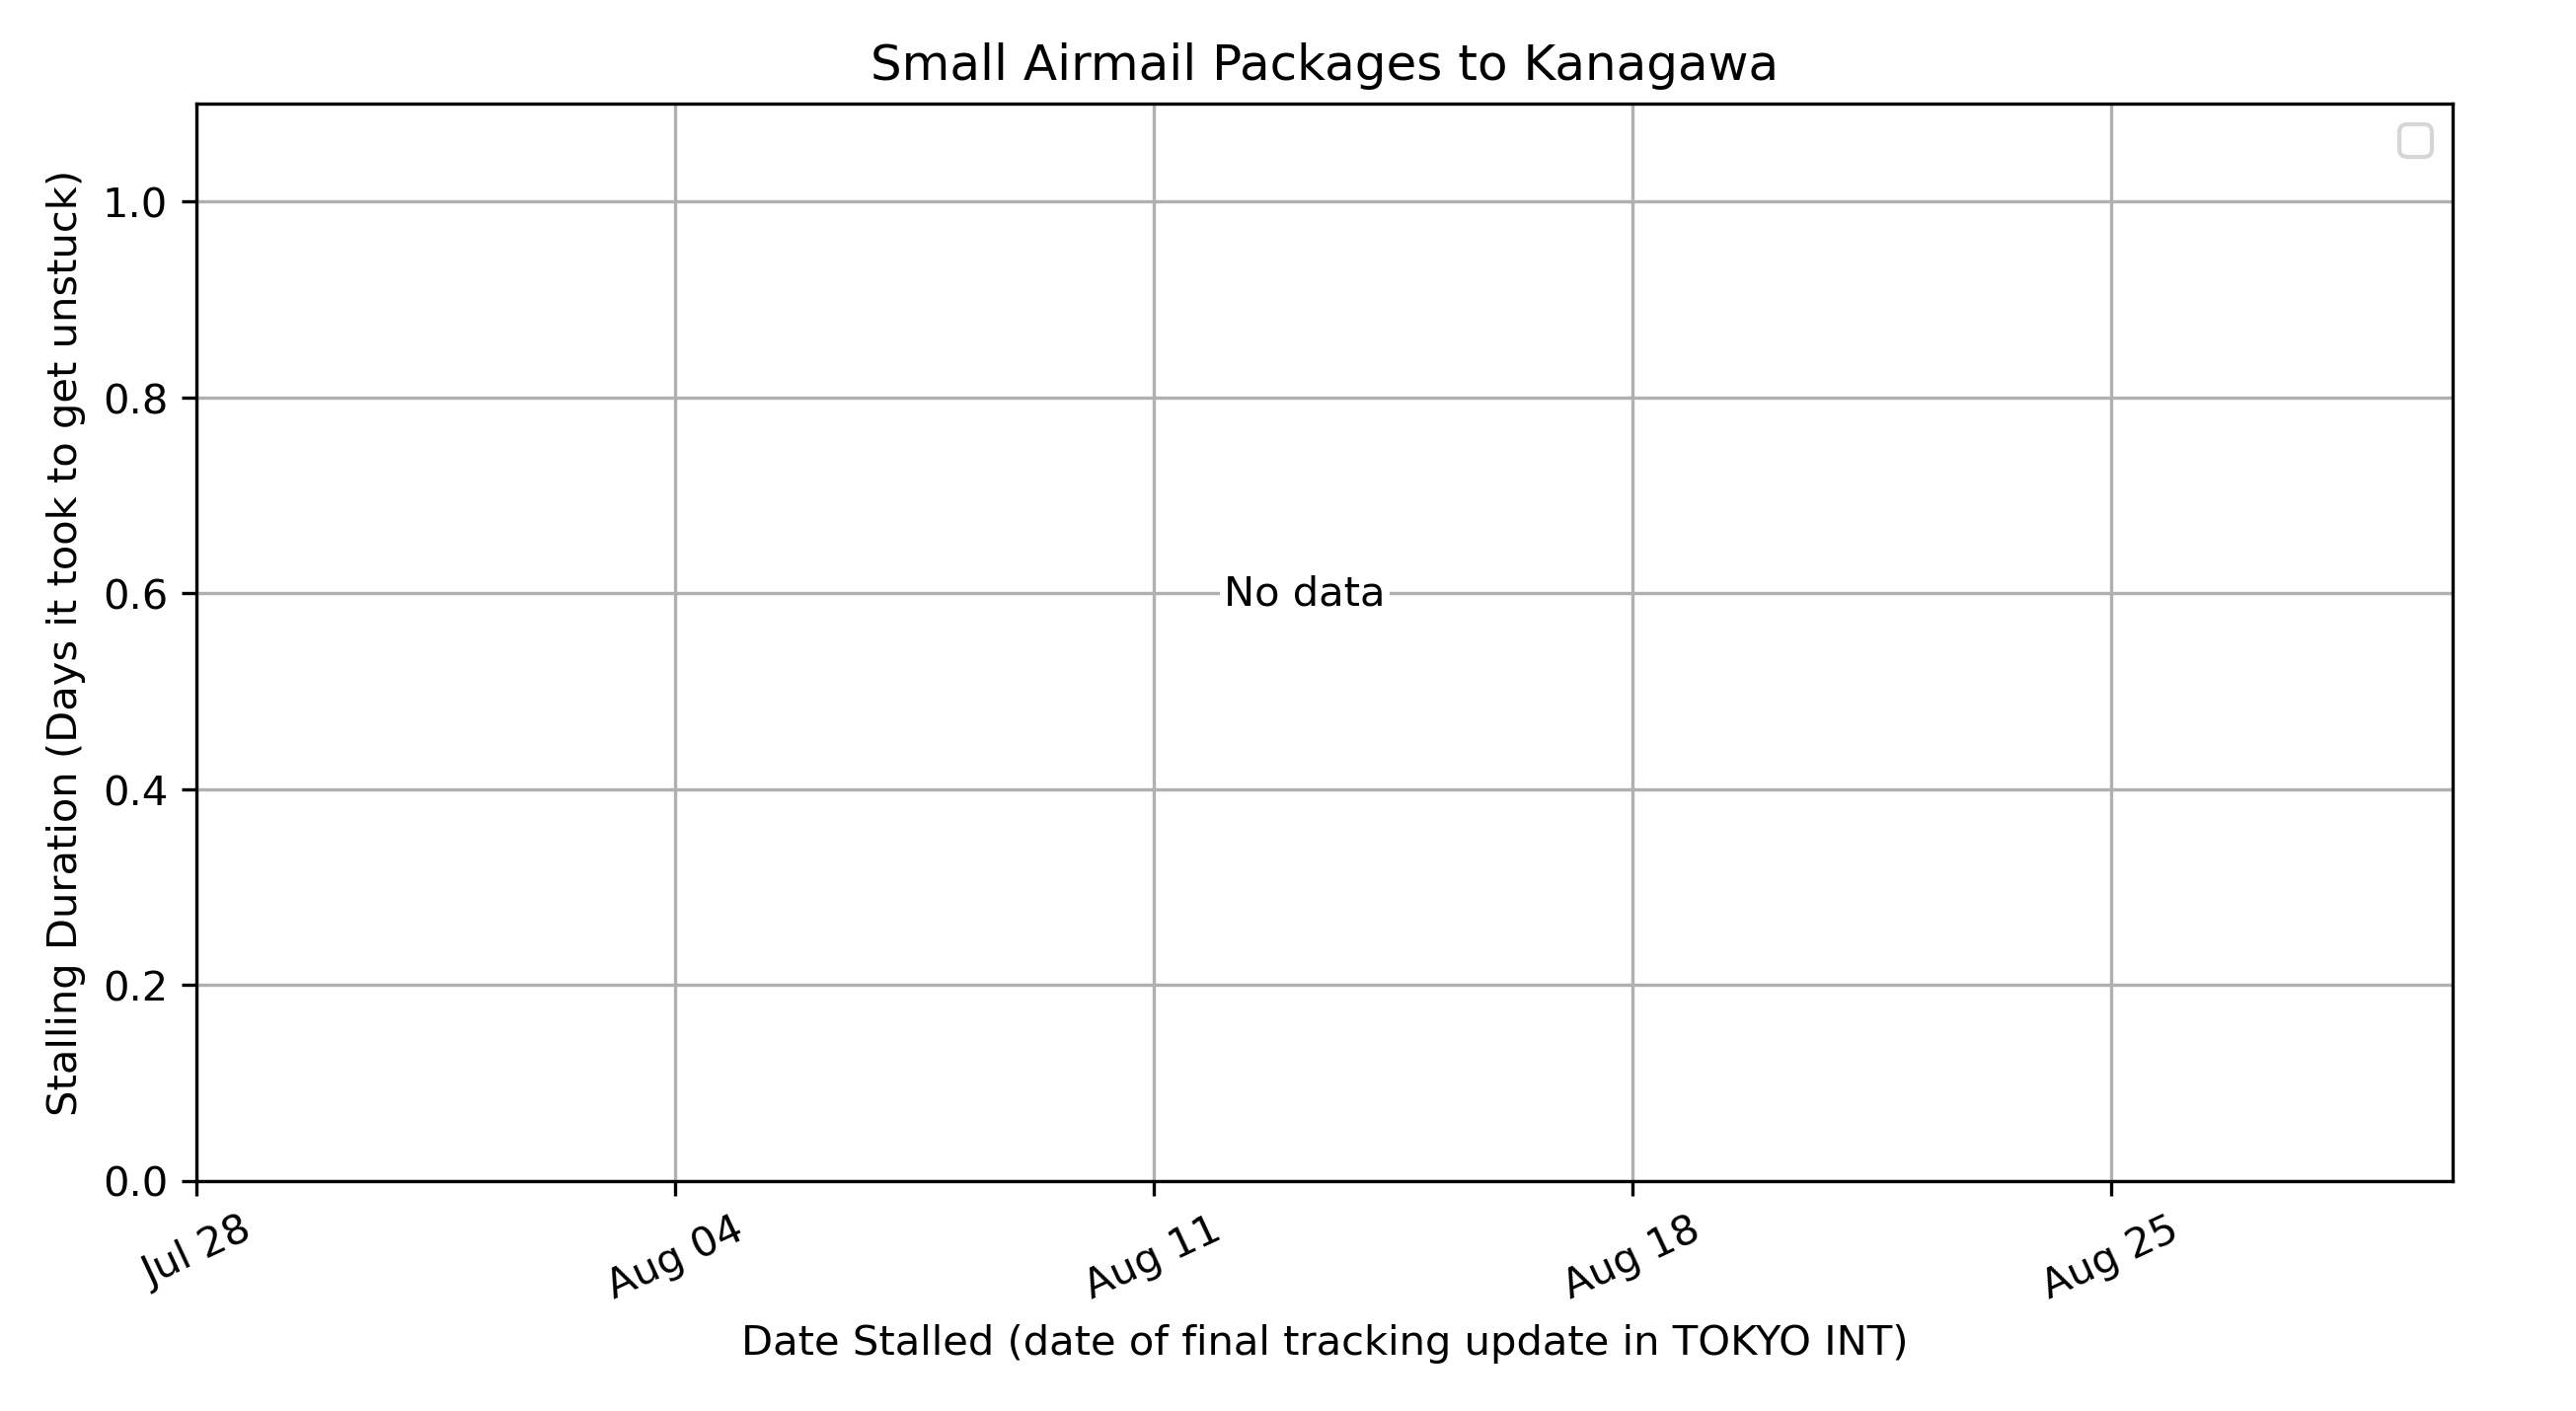 Small Airmail Packages to Kanagawa
Stalling Duration (Days it took to get unstuck)
1.0
0.8
0.6
0.4
0.2
0.0
No data
Jul 28
Aug 04
Aug 11
Aug 18
Aug 25
Date Stalled (date of final tracking update in TOKYO INT)